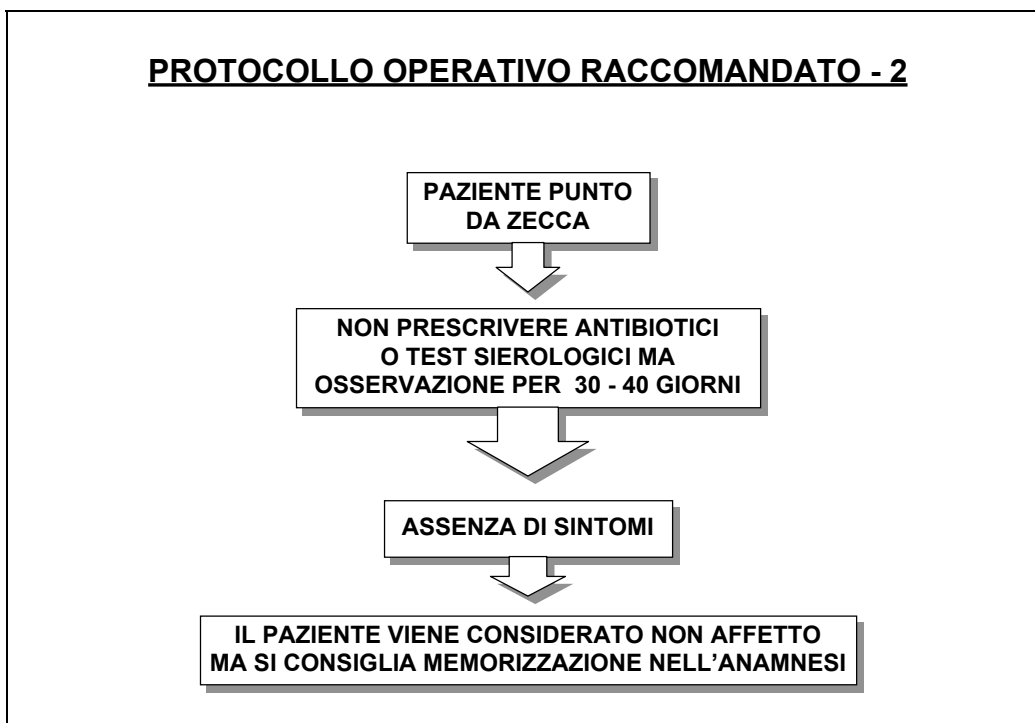 PROTOCOLLO OPERATIVO RACCOMANDATO - 2
PAZIENTE PUNTO
DA ZECCA
NON PRESCRIVERE ANTIBIOTICI
O TEST SIEROLOGICI MA
OSSERVAZIONE PER 30 - 40 GIORNI
ASSENZA DI SINTOMI
IL PAZIENTE VIENE CONSIDERATO NON AFFETTO
MA SI CONSIGLIA MEMORIZZAZIONE NELL'ANAMNESI